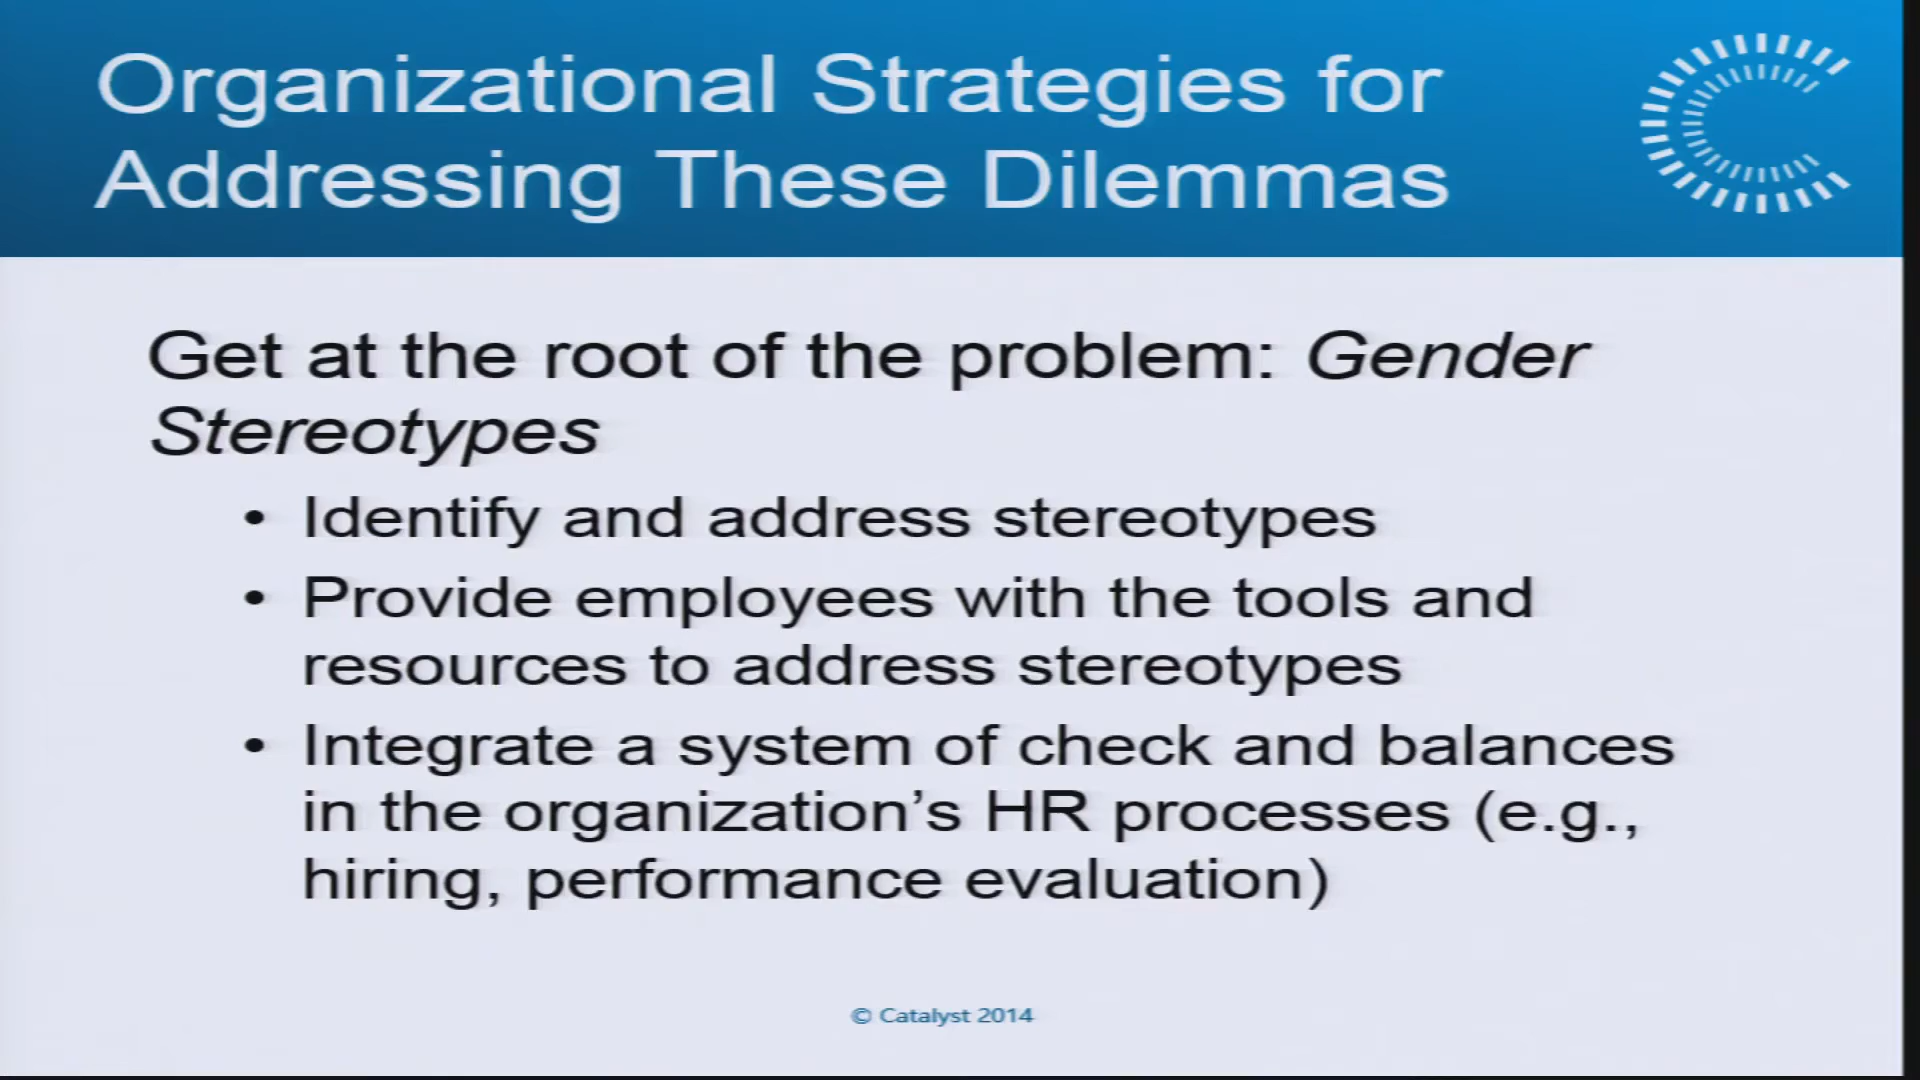 Organizational Strategies for
Addressing These Dilemmas
Get at the root of the problem: Gender
Stereotypes
• Identify and address stereotypes
• Provide employees with the tools and
resources to address stereotypes
• Integrate a system of check and balances
in the organization’s HR processes (e.g.,
hiring, performance evaluation)
© Catalyst 2014